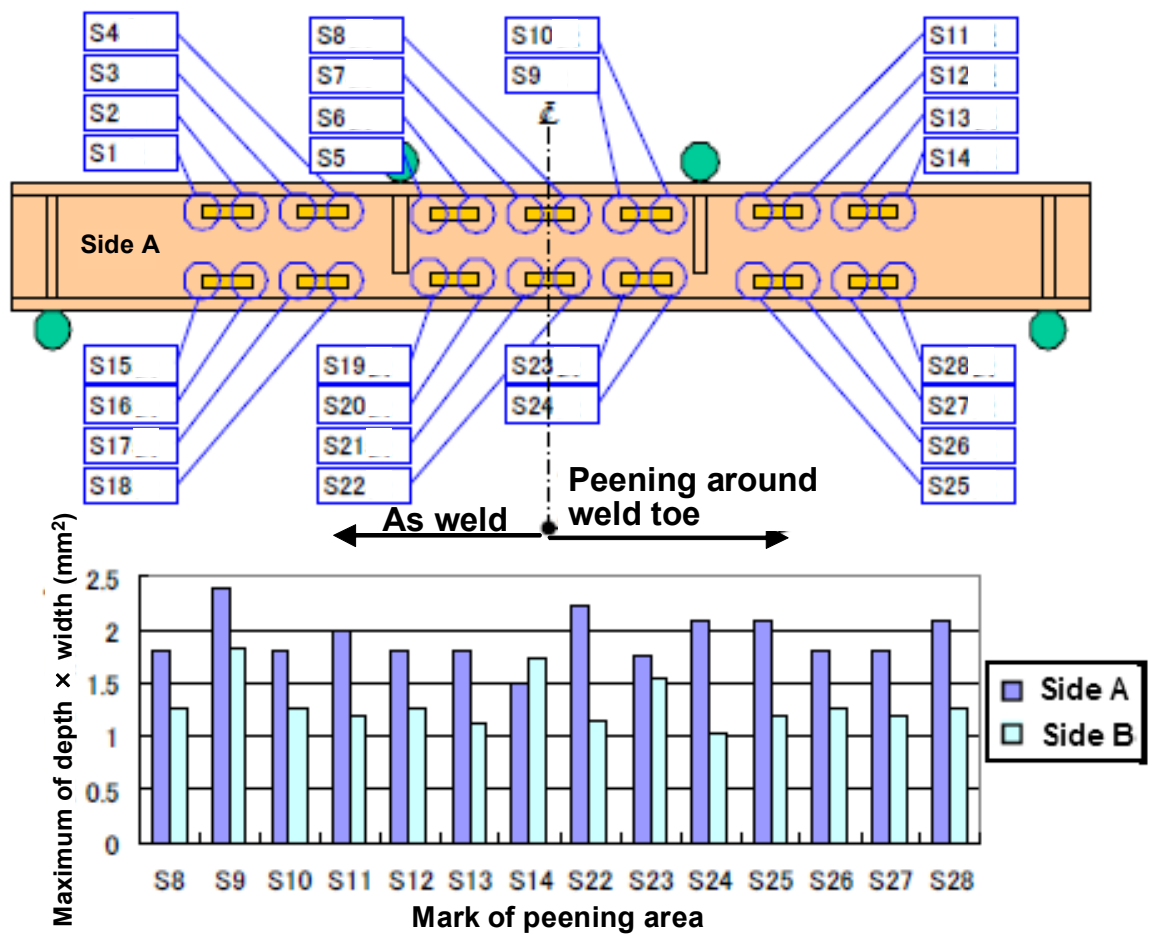 S4
S3
S2
S1
S8
S7
S6
S5
S10
S9
S11
S12
S13
S14
℄
Side A
S15
S16
S17
S18
S19
S20
S21
S22
S23
S24
S28
S27
S26
S25
As weld
Peening around
weld toe
Maximum of depth × width (mm²)
2.5
2
1.5
1
0.5
0
S8 S9 S10 S11 S12 S13 S14 S22 S23 S24 S25 S26 S27 S28
Mark of peening area
Side A
Side B